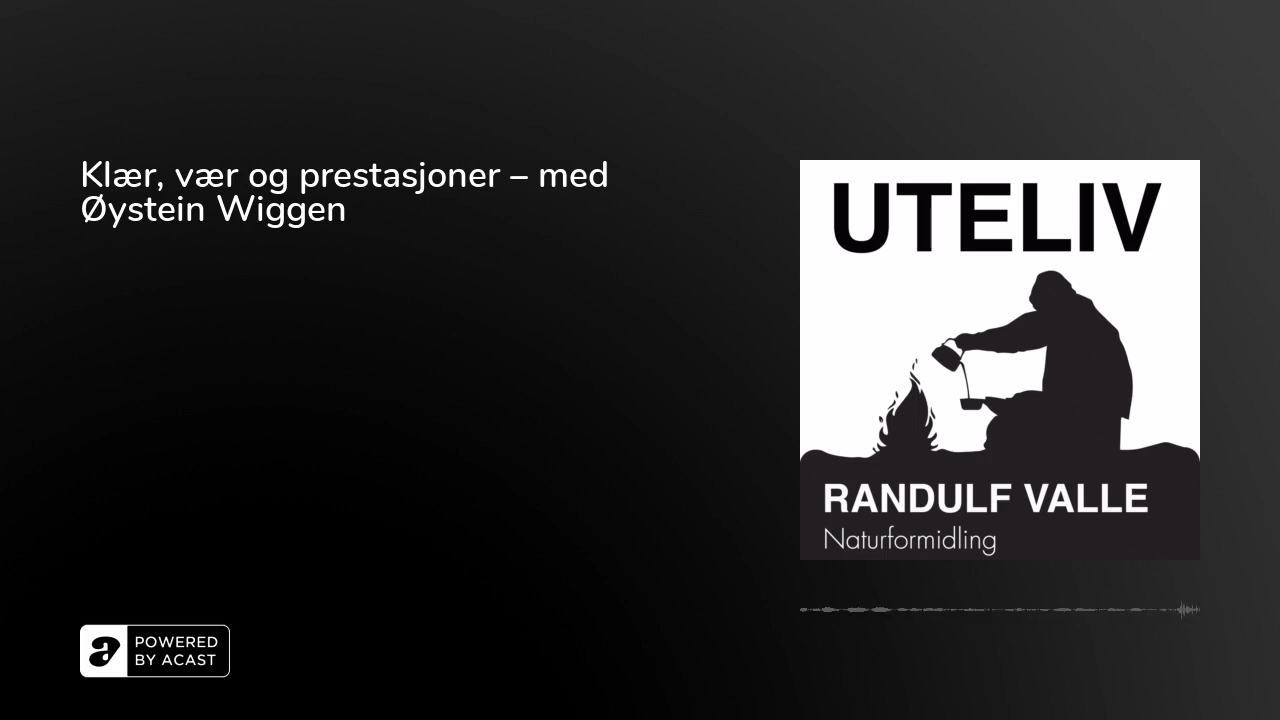 Klær, vær og prestasjoner – med
Øystein Wiggen
UTELIV
RANDULF VALLE
Naturformidling
POWERED
BY ACAST